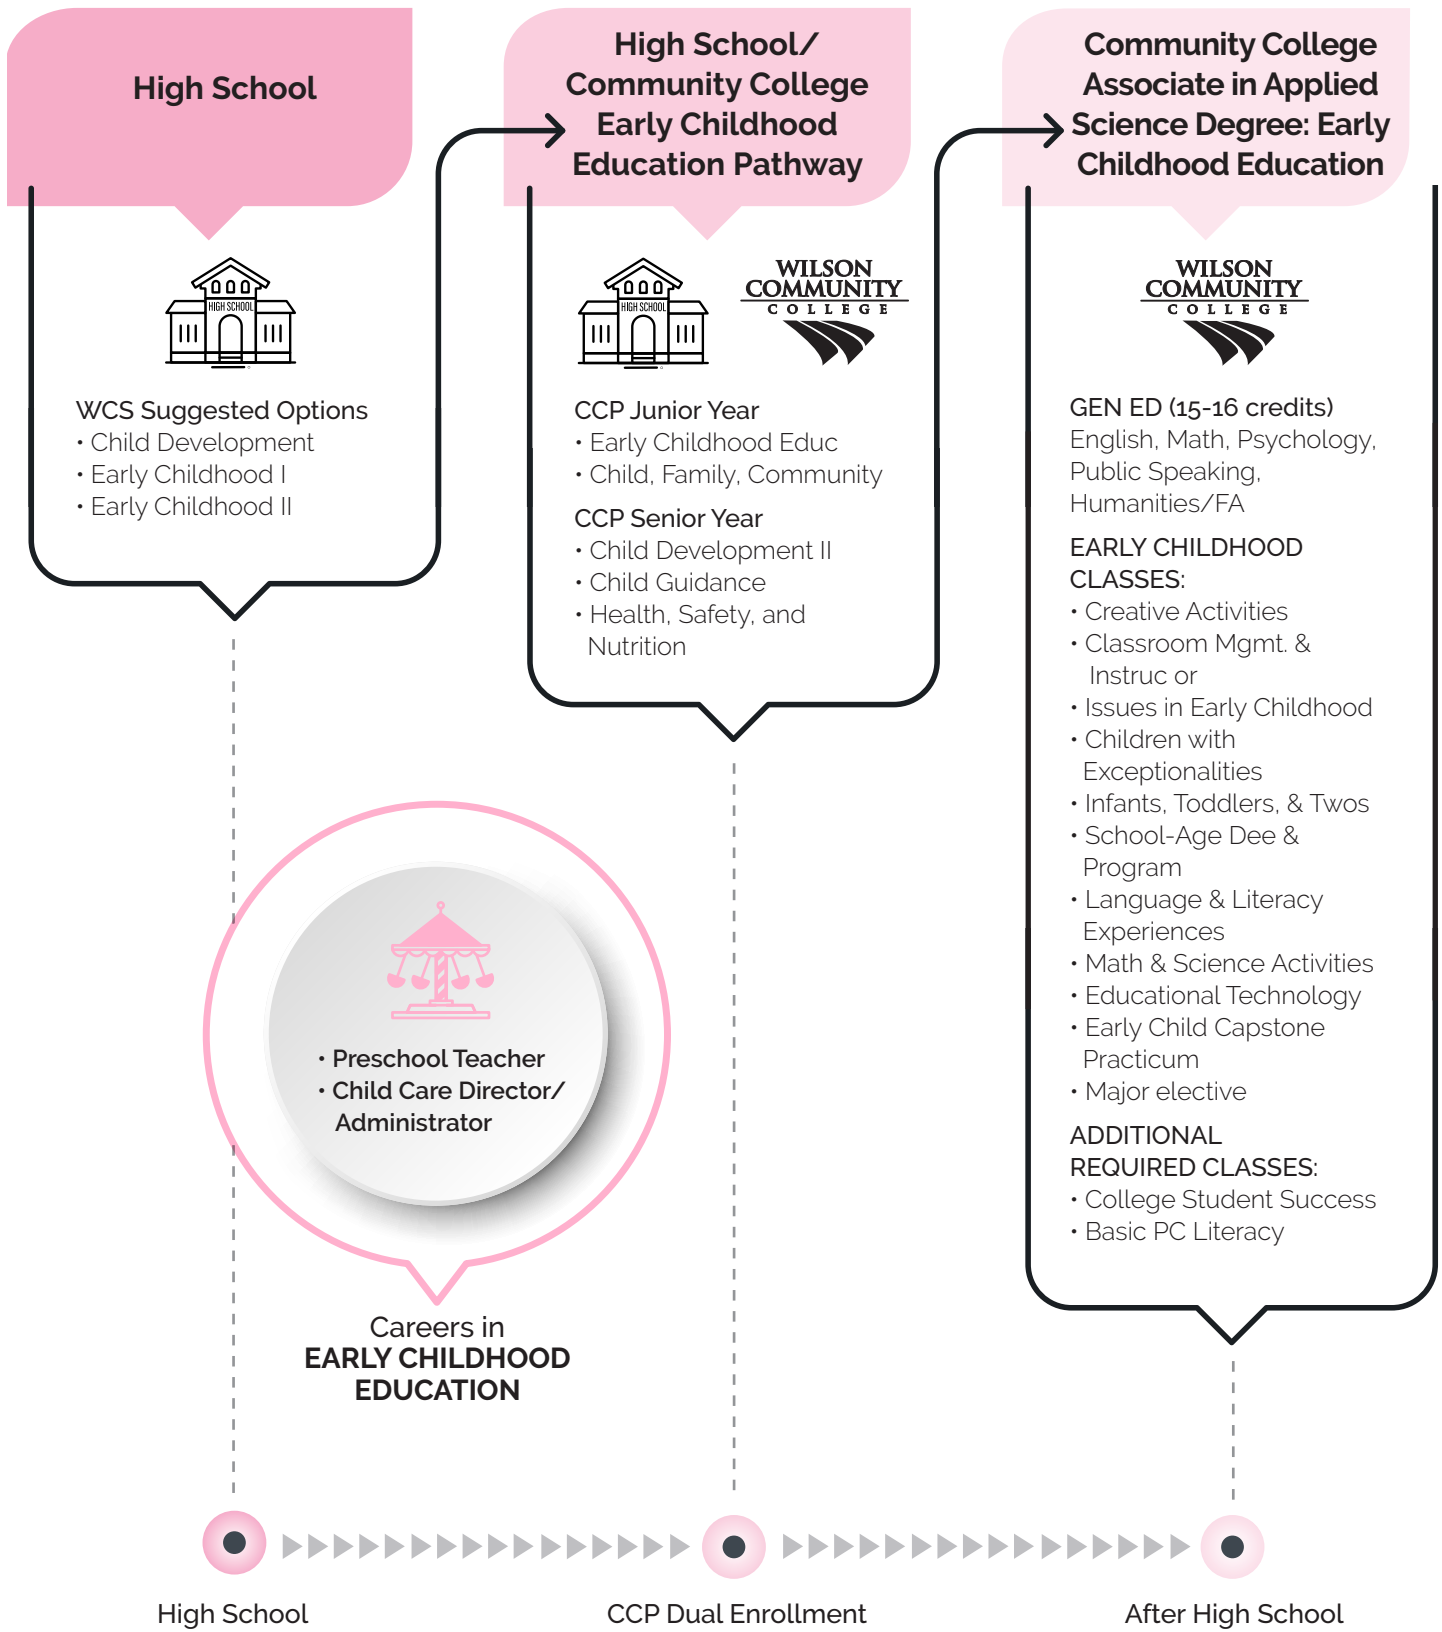 High School
HIGH SCHOOL
WCS Suggested Options
• Child Development
• Early Childhood I
• Early Childhood II
High School/
Community College
Early Childhood
Education Pathway
HIGH SCHOOL
WILSON
COMMUNITY
COLLEGE
CCP Junior Year
• Early Childhood Educ
• Child, Family, Community
CCP Senior Year
• Child Development II
• Child Guidance
• Health, Safety, and
Nutrition
Community College
Associate in Applied
Science Degree: Early
Childhood Education
WILSON
COMMUNITY
COLLEGE
GEN ED (15-16 credits)
English, Math, Psychology,
Public Speaking,
Humanities/FA
EARLY CHILDHOOD
CLASSES:
• Creative Activities
• Classroom Mgmt. &
Instruc or
• Issues in Early Childhood
• Children with
Exceptionalities
• Infants, Toddlers, & Twos
• School-Age Dee &
Program
• Language & Literacy
Experiences
• Math & Science Activities
• Educational Technology
• Early Child Capstone
Practicum
• Major elective
ADDITIONAL
REQUIRED CLASSES:
• College Student Success
• Basic PC Literacy
• Preschool Teacher
• Child Care Director/
Administrator
Careers in
EARLY CHILDHOOD
EDUCATION
High School
CCP Dual Enrollment
After High School